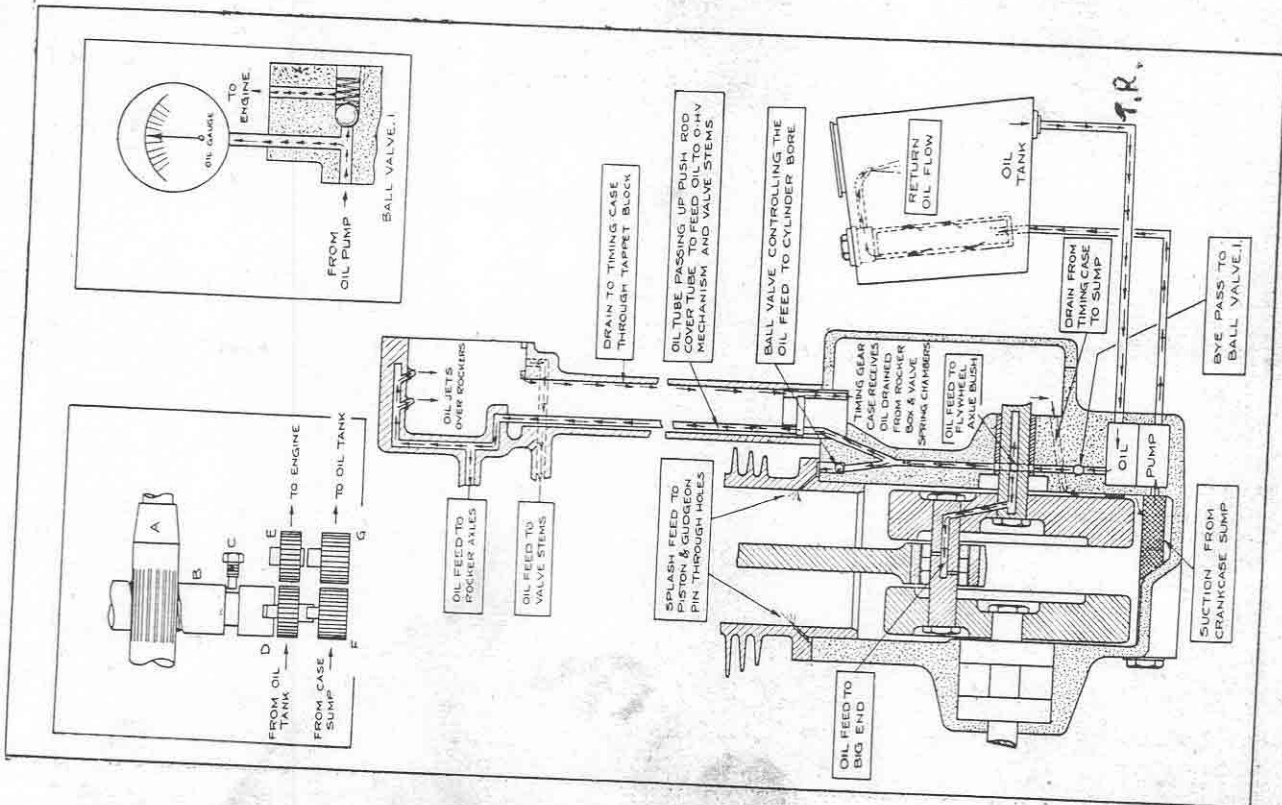 OIL GAUGE
TO
ENGINE.
FROM
OIL PUMP
BALL VALVE.1.
A
B
C
D
E
F
G
TO ENGINE
TO OIL TANK
FROM OIL
TANK
FROM CASE
SUMP
OIL JETS
OVER ROCKERS
OIL FEED TO
ROCKER AXLES
OIL FEED TO
VALVE STEMS
DRAIN TO TIMING CASE
THROUGH TAPPET BLOCK
OIL TUBE PASSING UP PUSH ROD
COVER TUBE TO FEED OIL TO O.H.V
MECHANISM AND VALVE STEMS.
BALL VALVE CONTROLLING THE
OIL FEED TO CYLINDER BORE.
SPLASH FEED TO
PISTON & GUDGEON
PIN THROUGH HOLES
TIMING GEAR
CASE RECEIVES
OIL DRAINED
FROM ROCKER
BOX & VALVE
SPRING CHAMBERS.
OIL FEED TO
FLYWHEEL
AXLE BUSH
RETURN
OIL FLOW
OIL
TANK
T.R.
DRAIN FROM
TIMING CASE
TO SUMP
BYE PASS TO
BALL VALVE.1.
OIL
PUMP
OIL FEED TO
BIG END
SUCTION FROM
CRANKCASE SUMP